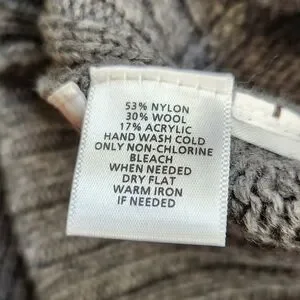 53% NYLON
30% WOOL
17% ACRYLIC
HAND WASH COLD
ONLY NON-CHLORINE
BLEACH
WHEN NEEDED
DRY FLAT
WARM IRON
IF NEEDED